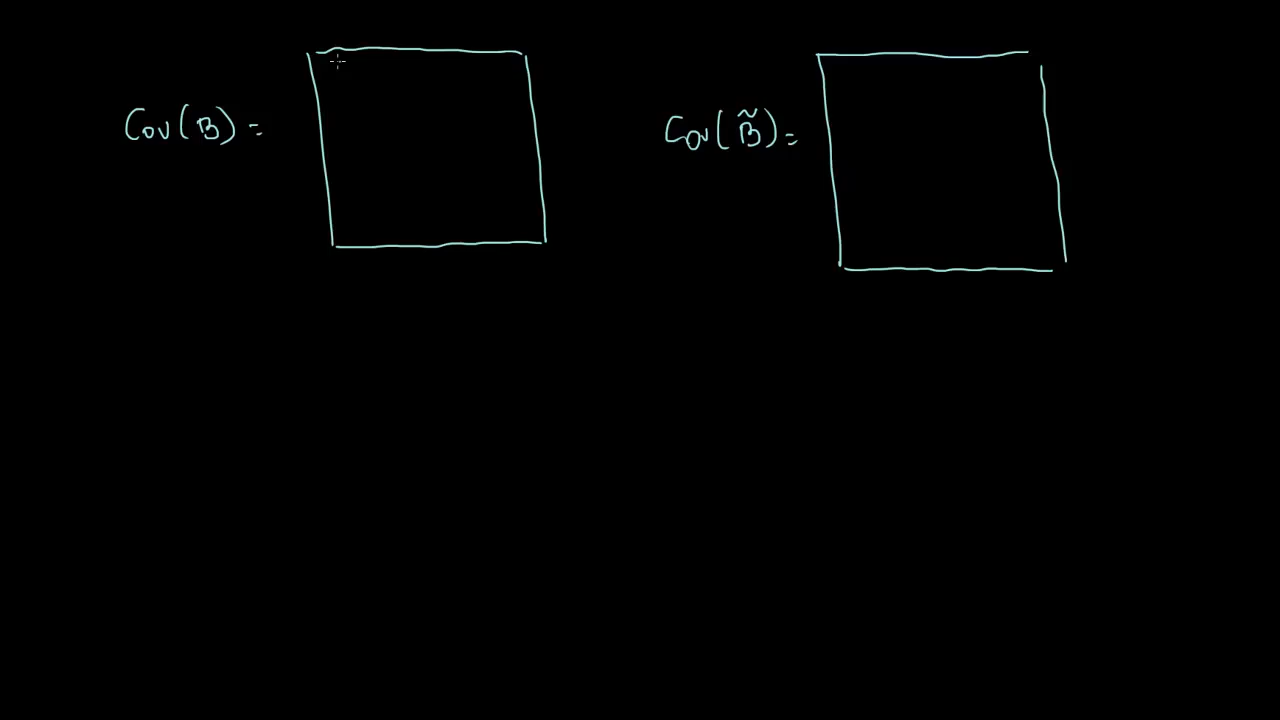 Cov(B) =
Cov(B̃) =